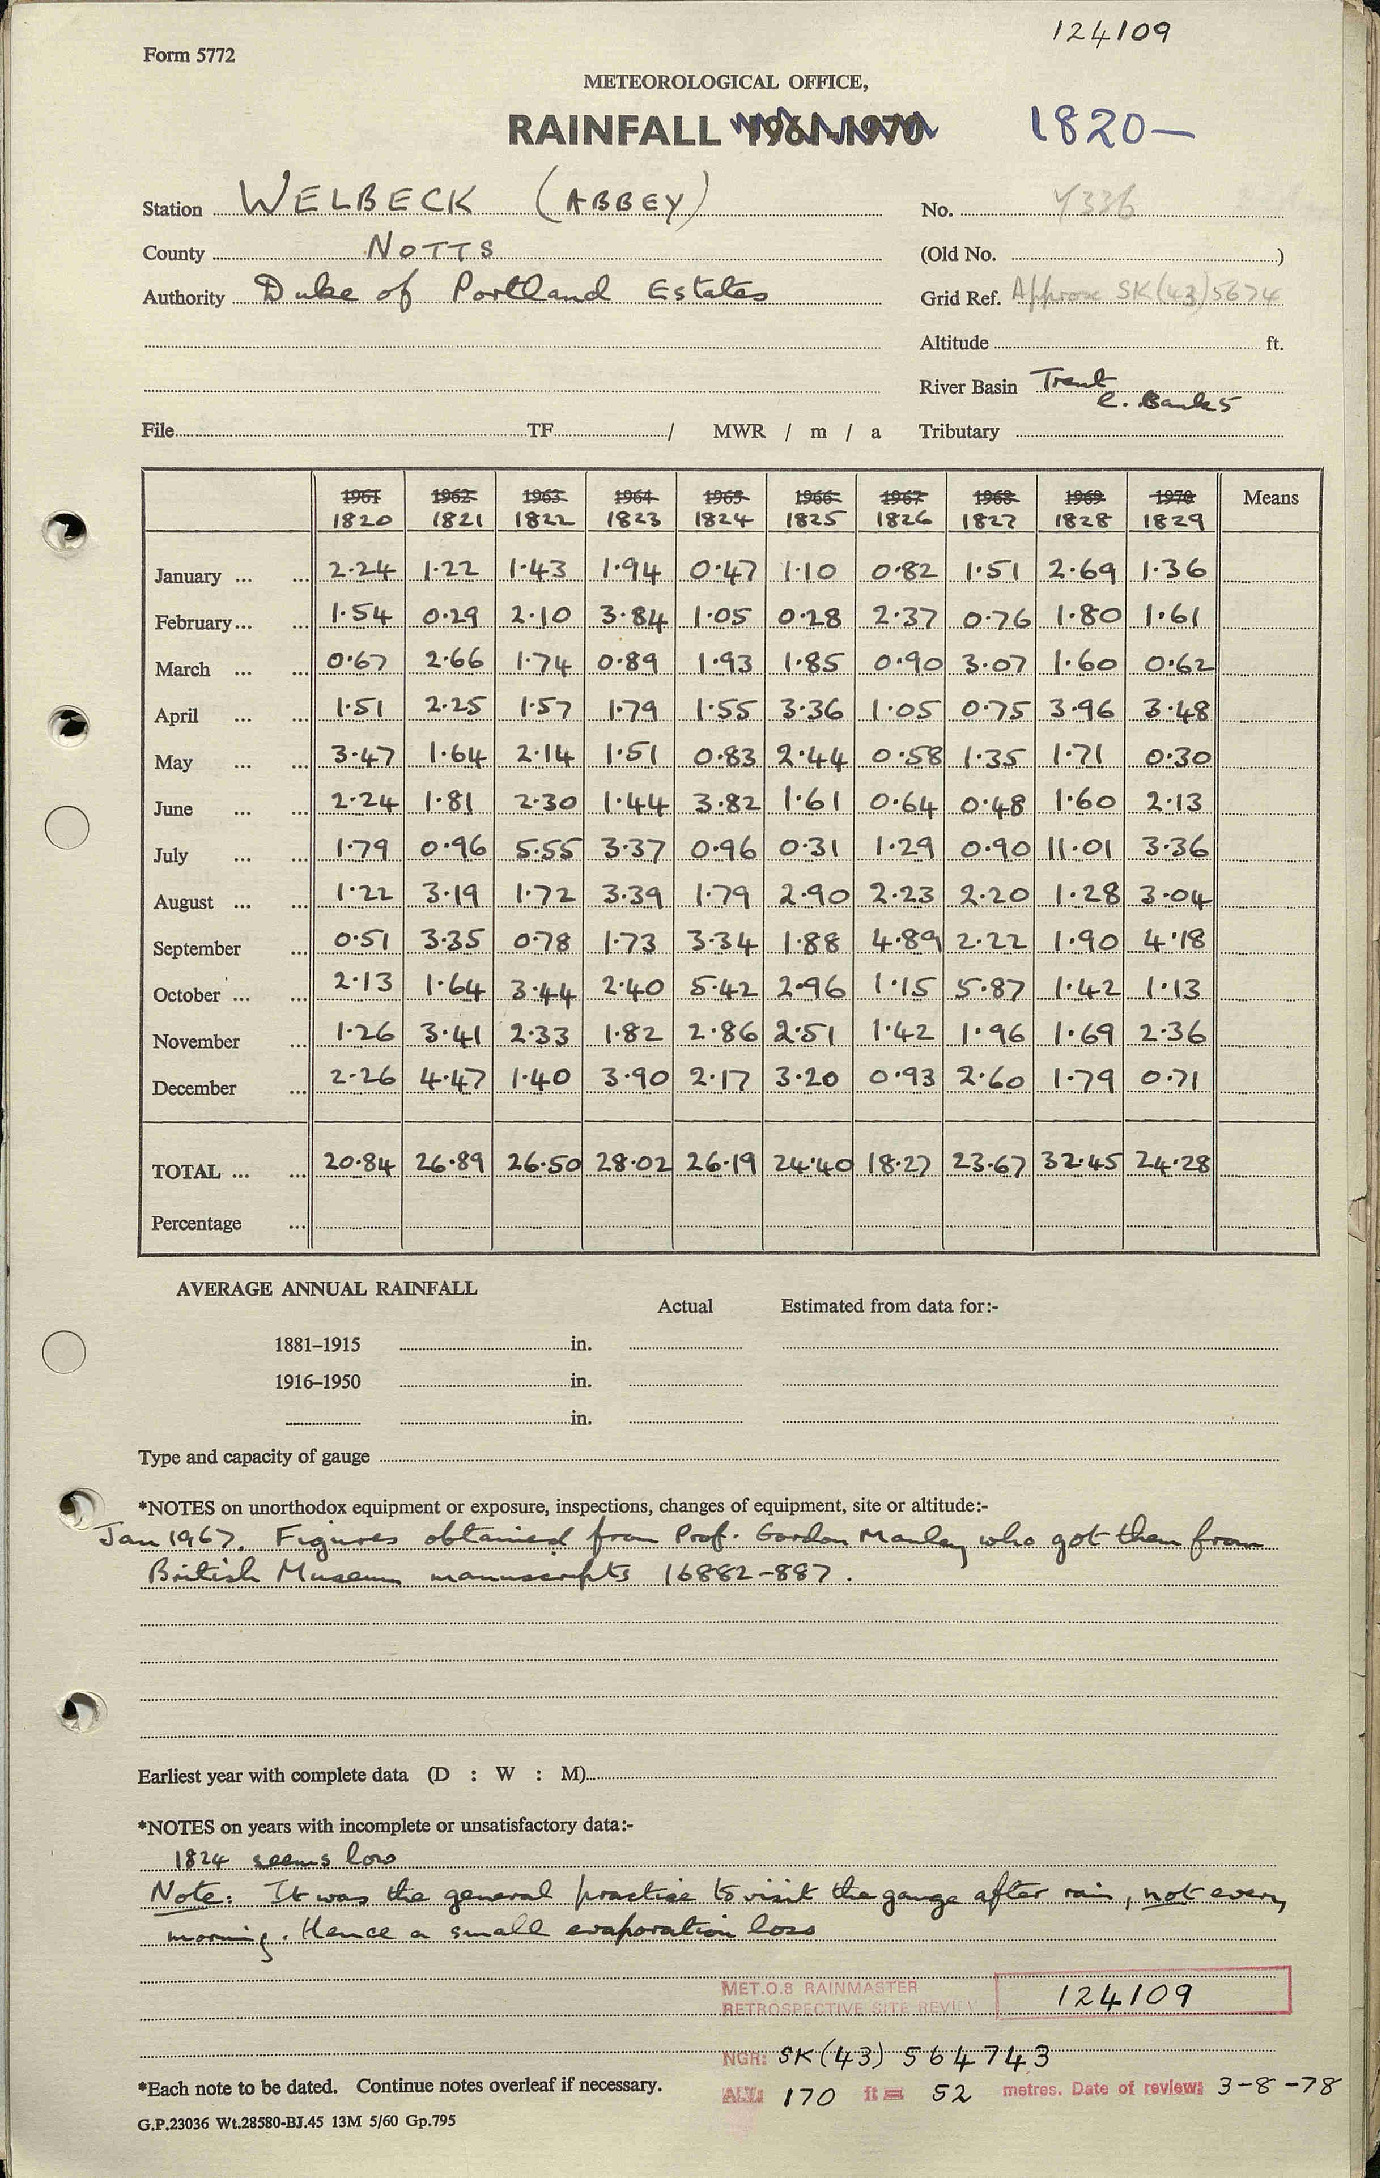 124109
Form 5772
METEOROLOGICAL OFFICE,
RAINFALL 1961-1970 1820—
Station WELBECK (ABBEY) No. Y336
County NOTTS (Old No. )
Authority Duke of Portland Estates Grid Ref. Approx SK(43)5674
Altitude ft.
River Basin Trent
C. Banks
File TF / MWR / m / a Tributary
1961 1962 1963 1964 1965 1966 1967 1968 1969 1970 Means
1820 1821 1822 1823 1824 1825 1826 1827 1828 1829
January ... ... 2·24 1·22 1·43 1·94 0·47 1·10 0·82 1·51 2·69 1·36
February... ... 1·54 0·29 2·10 3·84 1·05 0·28 2·37 0·76 1·80 1·61
March ... ... 0·67 2·66 1·74 0·89 1·93 1·85 0·90 3·07 1·60 0·62
April ... ... 1·51 2·25 1·57 1·79 1·55 3·36 1·05 0·75 3·96 3·48
May ... ... 3·47 1·64 2·14 1·51 0·83 2·44 0·58 1·35 1·71 0·30
June ... ... 2·24 1·81 2·30 1·44 3·82 1·61 0·64 0·48 1·60 2·13
July ... ... 1·79 0·96 5·55 3·37 0·96 0·31 1·29 0·90 11·01 3·36
August ... ... 1·22 3·19 1·72 3·39 1·79 2·90 2·23 2·20 1·28 3·04
September ... 0·51 3·35 0·78 1·73 3·34 1·88 4·89 2·22 1·90 4·18
October ... ... 2·13 1·64 3·44 2·40 5·42 2·96 1·15 5·87 1·42 1·13
November ... 1·26 3·41 2·33 1·82 2·86 2·51 1·42 1·96 1·69 2·36
December ... 2·26 4·47 1·40 3·90 2·17 3·20 0·93 2·60 1·79 0·71
TOTAL ... ... 20·84 26·89 26·50 28·02 26·19 24·40 18·27 23·67 32·45 24·28
Percentage ...
AVERAGE ANNUAL RAINFALL
Actual Estimated from data for:-
1881–1915 in.
1916–1950 in.
in.
Type and capacity of gauge
*NOTES on unorthodox equipment or exposure, inspections, changes of equipment, site or altitude:-
Jan 1967. Figures obtained from Prof. Gordon Manley who got them from
British Museum manuscripts 16882-887.
Earliest year with complete data (D : W : M)
*NOTES on years with incomplete or unsatisfactory data:-
1824 seems low
Note: It was the general practise to visit the gauge after rain, not every
morning. Hence a small evaporation loss
MET.O.8 RAINMASTER
RETROSPECTIVE SITE REVIEW 124109
NGR: SK(43) 564743
*Each note to be dated. Continue notes overleaf if necessary.
ALT: 170 ft = 52 metres. Date of review: 3-8-78
G.P.23036 Wt.28580-BJ.45 13M 5/60 Gp.795